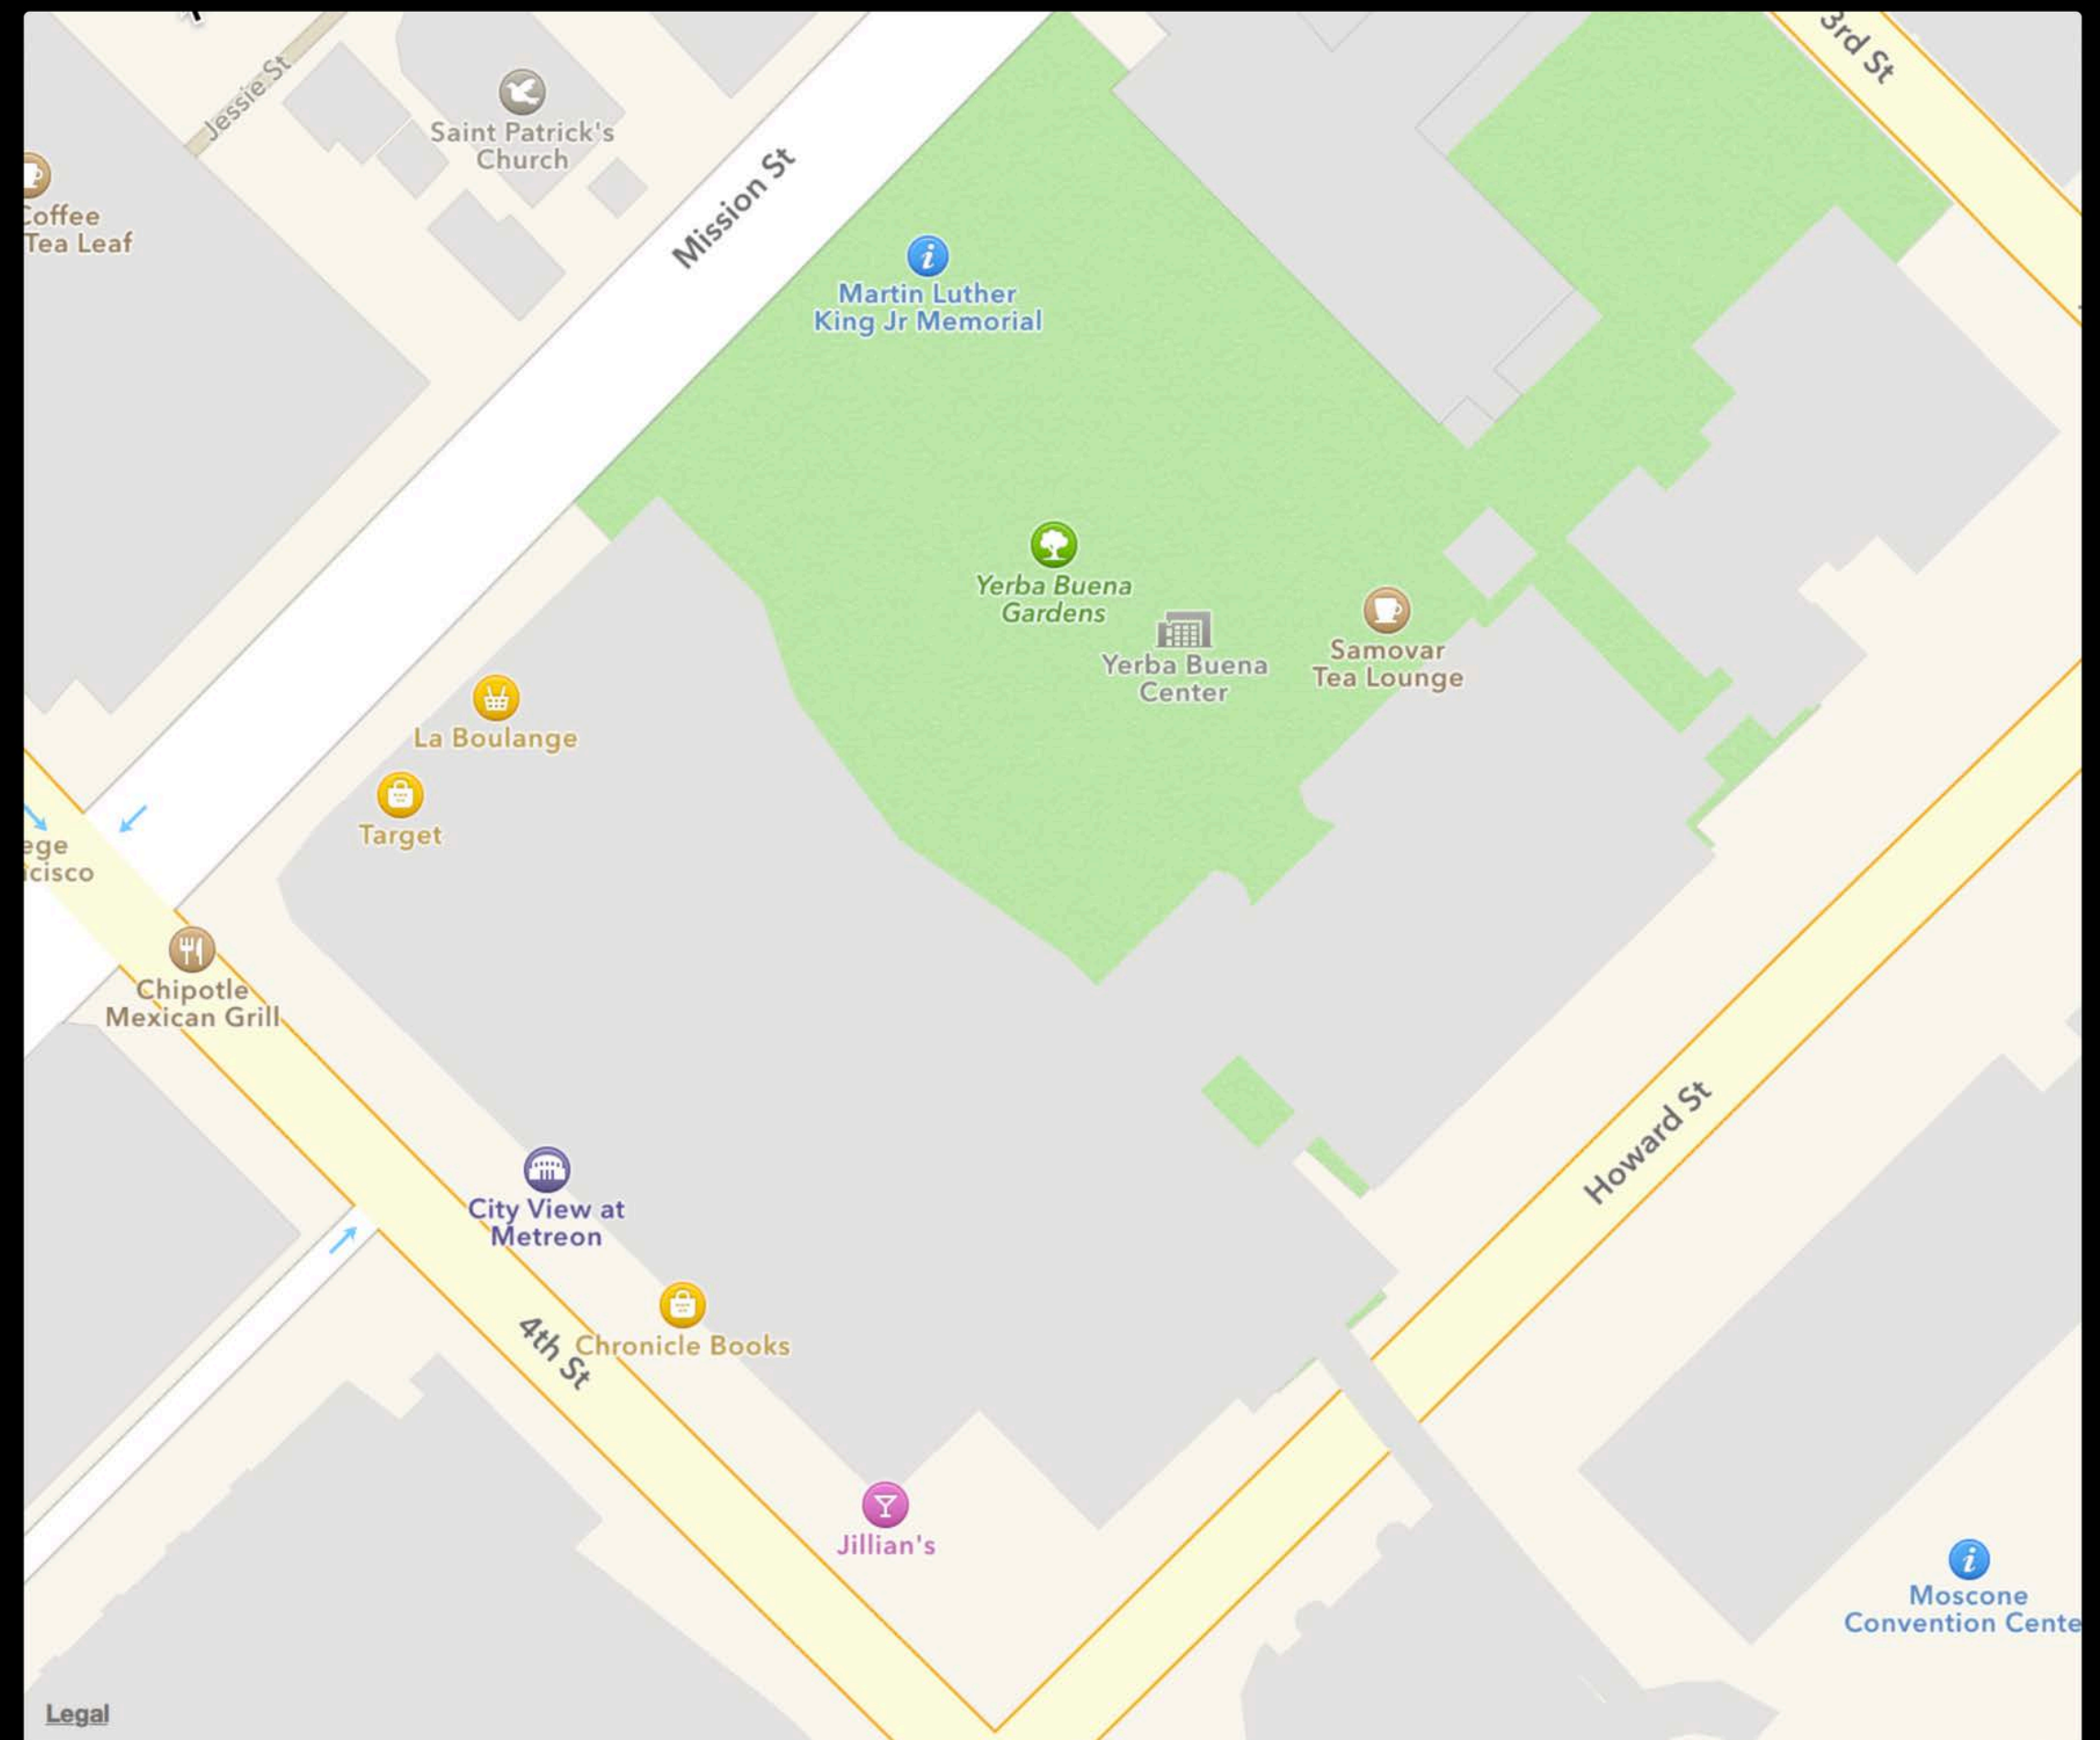 3rd St
Jessie St
Saint Patrick's
Church
Mission St
Coffee
Tea Leaf
Martin Luther
King Jr Memorial
Yerba Buena
Gardens
Yerba Buena
Center
Samovar
Tea Lounge
La Boulange
Target
ege
cisco
Chipotle
Mexican Grill
Howard St
City View at
Metreon
4th St
Chronicle Books
Jillian's
Moscone
Convention Cente
Legal